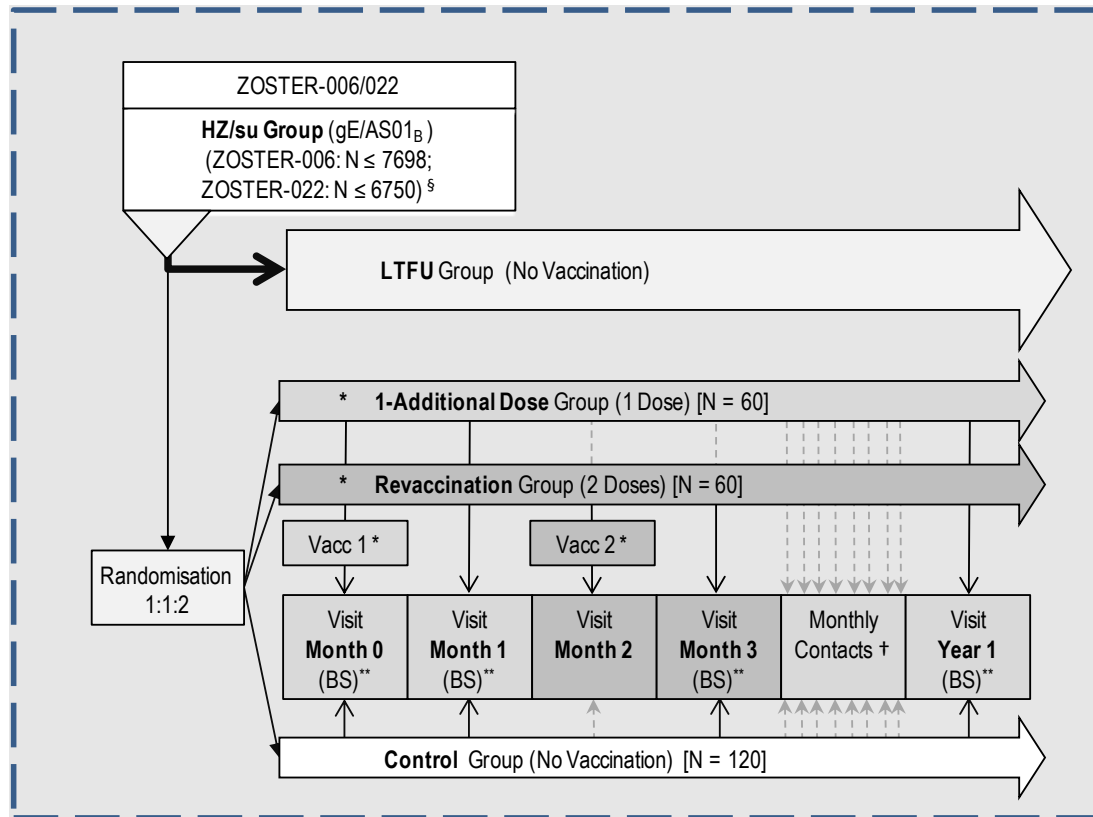 ZOSTER-006/022
HZ/su Group (gE/AS01B)
(ZOSTER-006: N ≤ 7698;
ZOSTER-022: N ≤ 6750) §
LTFU Group (No Vaccination)
* 1-Additional Dose Group (1 Dose) [N = 60]
* Revaccination Group (2 Doses) [N = 60]
Vacc 1 *
Vacc 2 *
Randomisation
1:1:2
Visit
Month 0
(BS)**
Visit
Month 1
(BS)**
Visit
Month 2
Visit
Month 3
(BS)**
Monthly
Contacts †
Visit
Year 1
(BS)**
Control Group (No Vaccination) [N = 120]